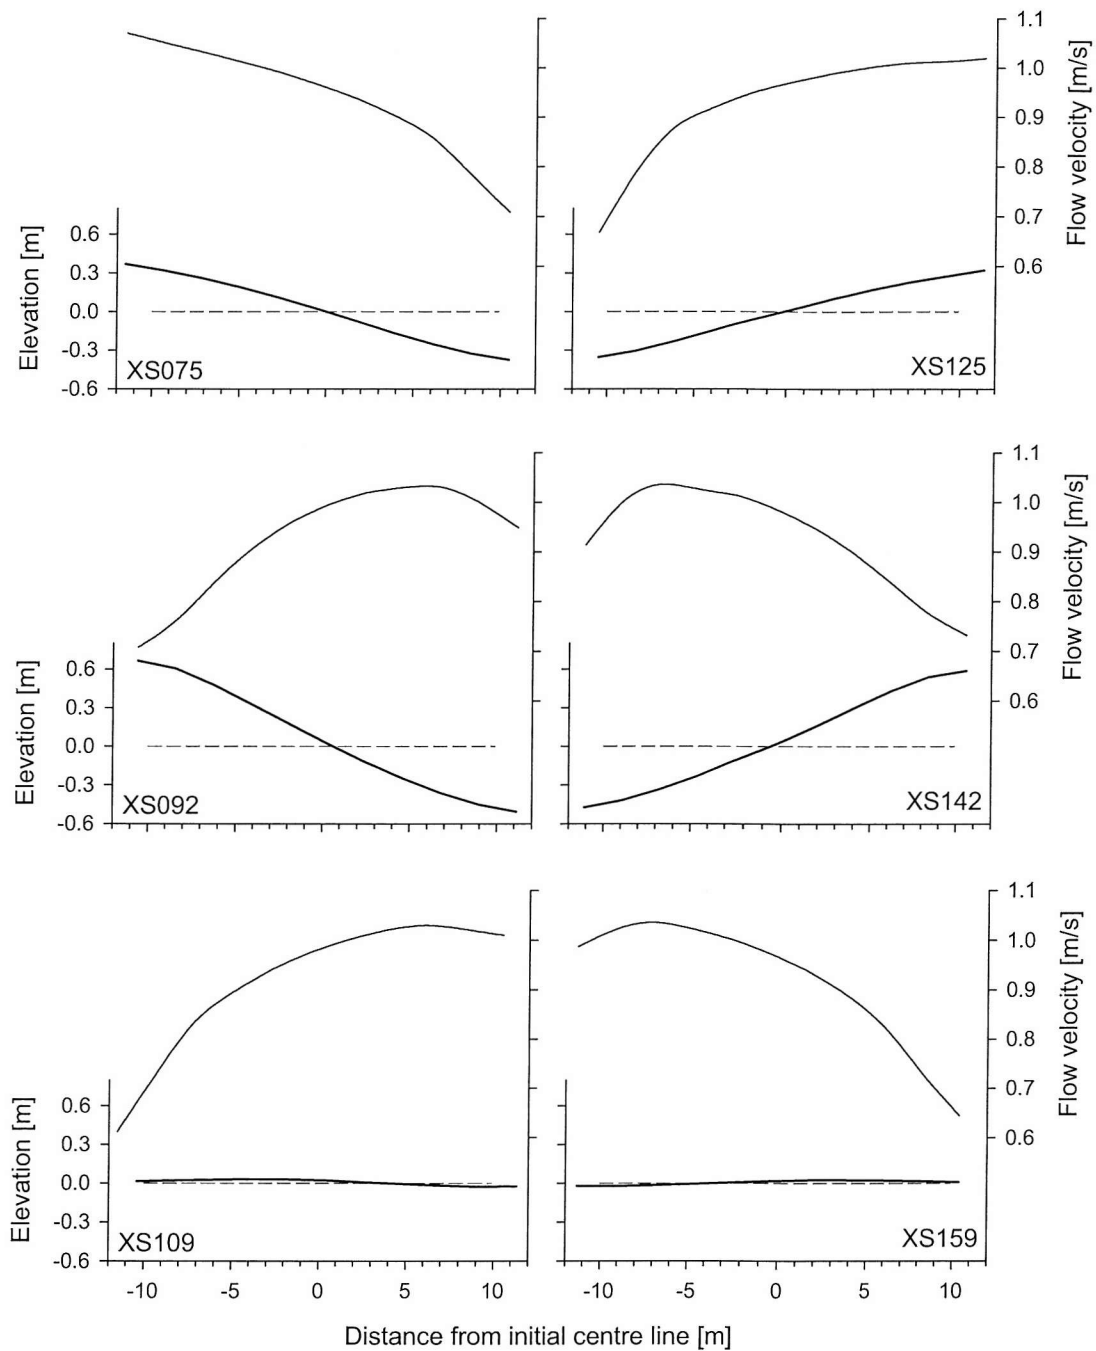 1.1
1.0
0.9
0.8
0.7
0.6
Flow velocity [m/s]
Elevation [m]
0.6
0.3
0.0
-0.3
-0.6
XS075
XS125
1.1
1.0
0.9
0.8
0.7
0.6
Flow velocity [m/s]
Elevation [m]
0.6
0.3
0.0
-0.3
-0.6
XS092
XS142
1.1
1.0
0.9
0.8
0.7
0.6
Flow velocity [m/s]
Elevation [m]
0.6
0.3
0.0
-0.3
-0.6
XS109
XS159
-10 -5 0 5 10
-10 -5 0 5 10
Distance from initial centre line [m]